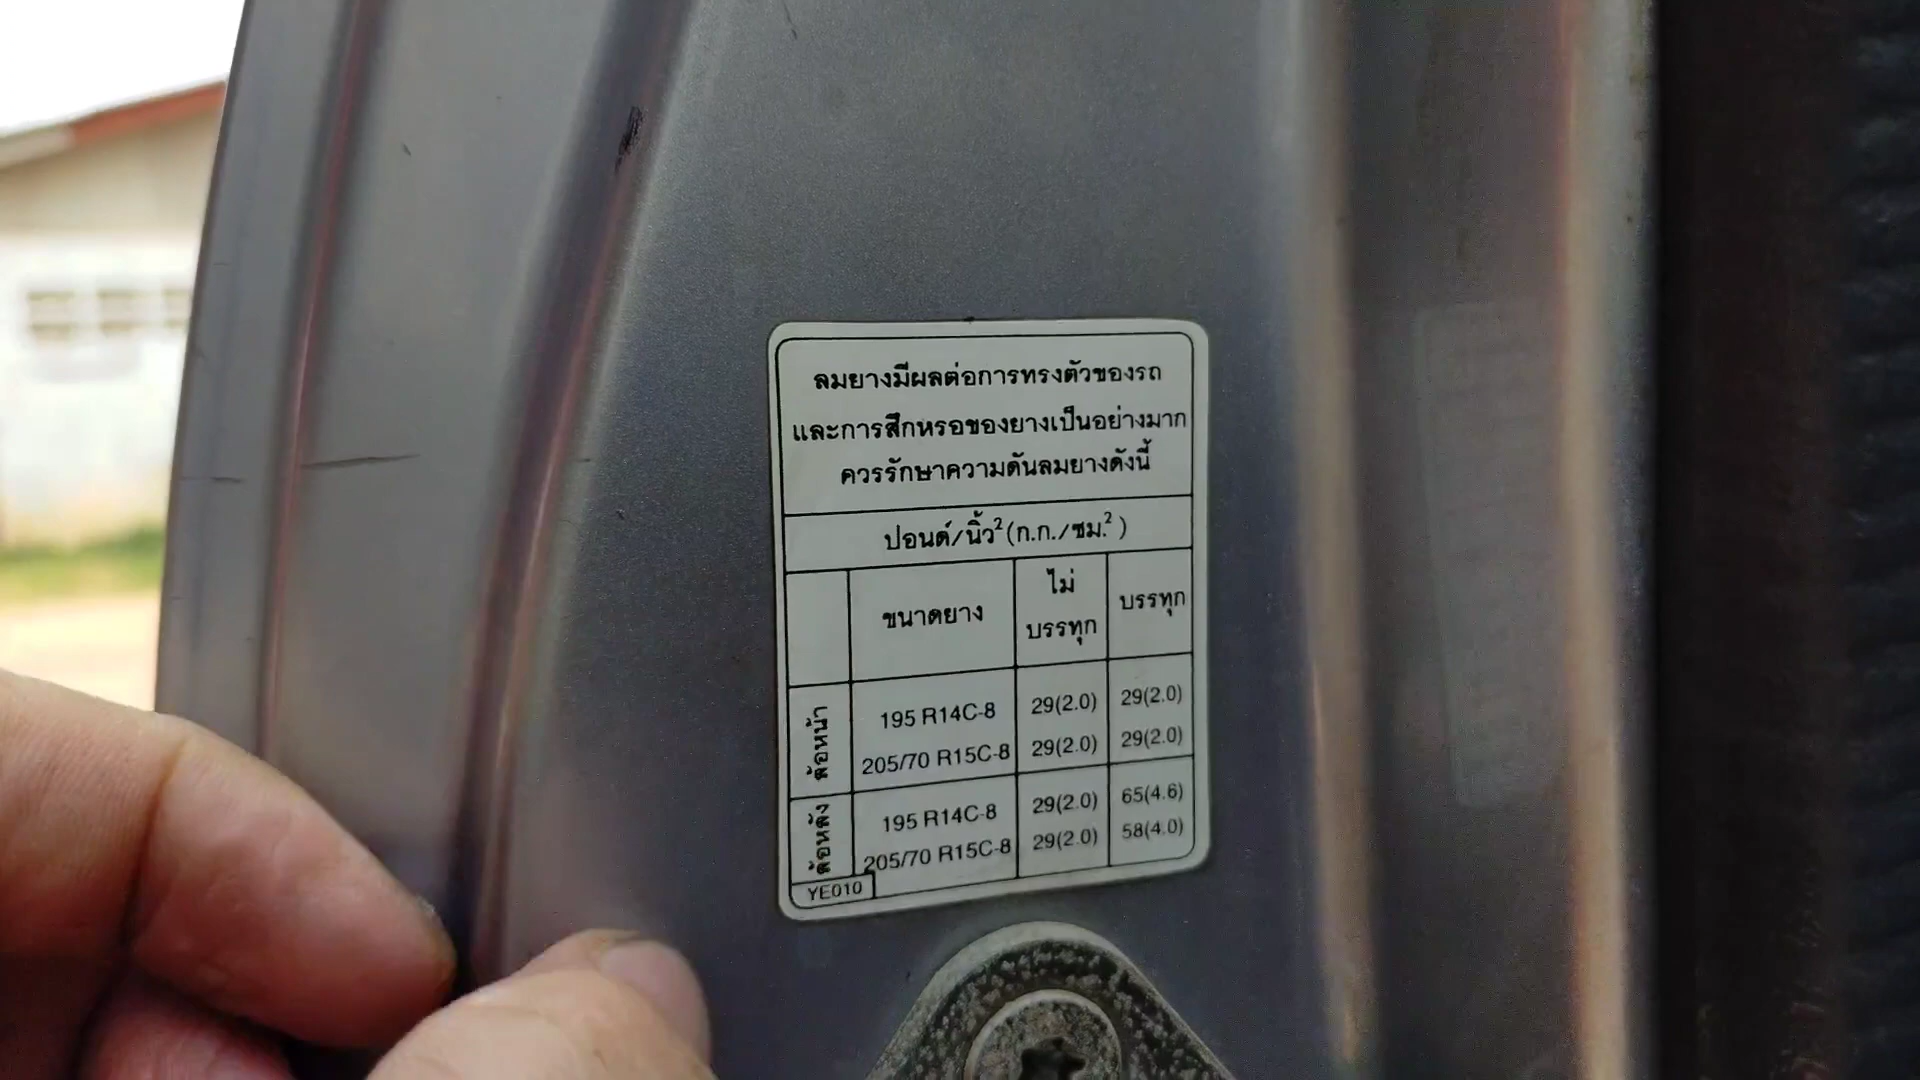 ลมยางมีผลต่อการทรงตัวของรถ
และการสึกหรอของยางเป็นอย่างมาก
ควรรักษาความดันลมยางดังนี้
ปอนด์/นิ้ว²(ก.ก./ซม.²)
ขนาดยาง ไม่บรรทุก บรรทุก
ล้อหน้า
195 R14C-8 29(2.0) 29(2.0)
205/70 R15C-8 29(2.0) 29(2.0)
ล้อหลัง
195 R14C-8 29(2.0) 65(4.6)
205/70 R15C-8 29(2.0) 58(4.0)
YE010